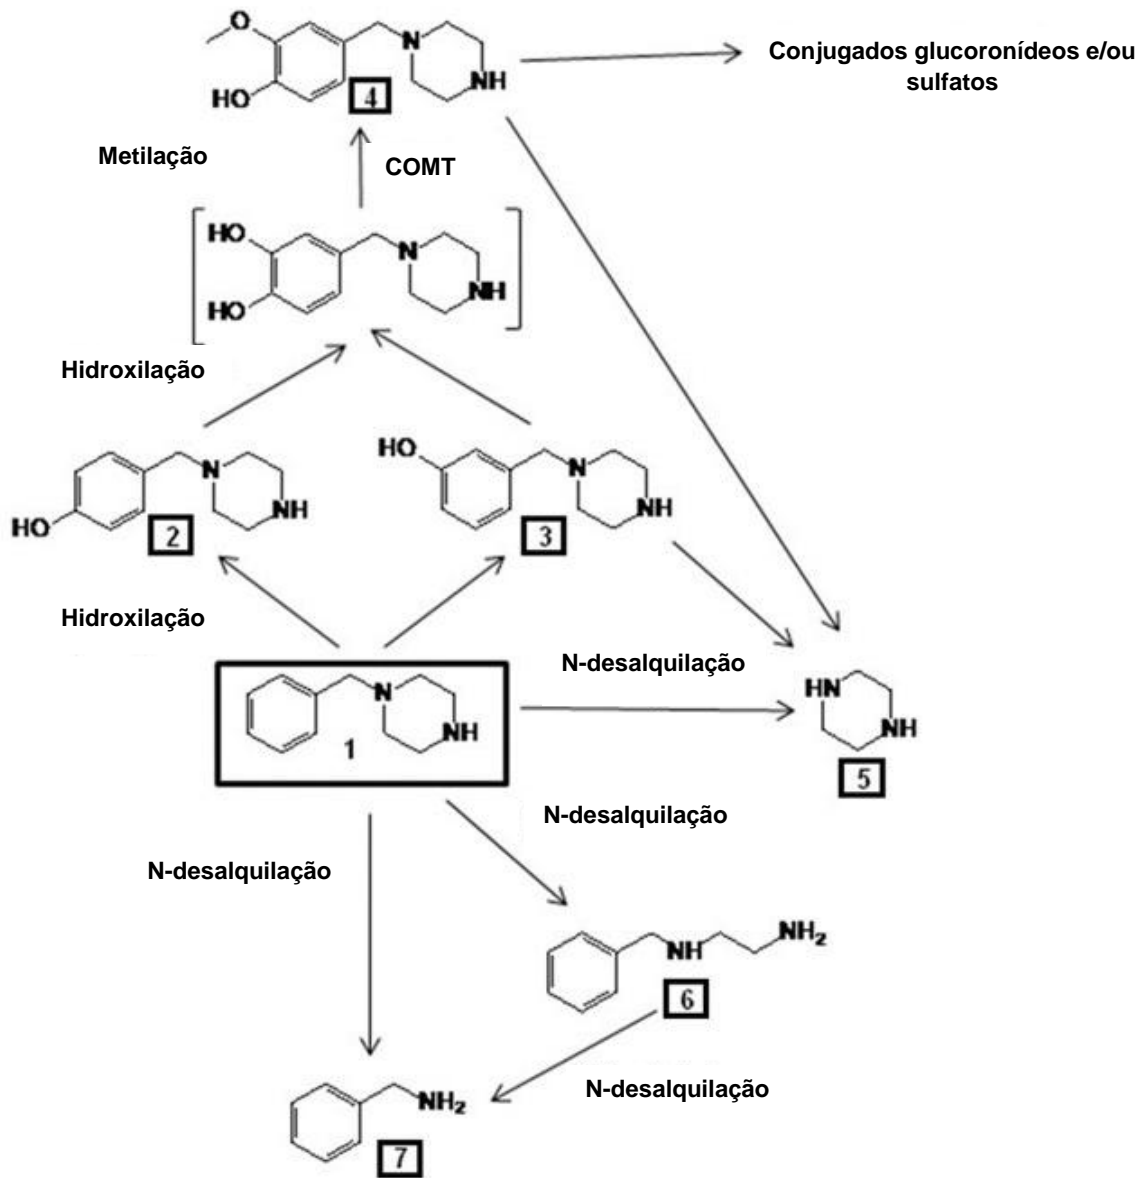 O
N
Conjugados glucoronídeos e/ou
sulfatos
HO
4
NH
Metilação
COMT
HO
N
HO
NH
Hidroxilação
HO
N
N
HO
2
NH
3
NH
Hidroxilação
N-desalquilação
N
HN
1
NH
NH
5
N-desalquilação
N-desalquilação
NH
NH2
6
N-desalquilação
NH2
7